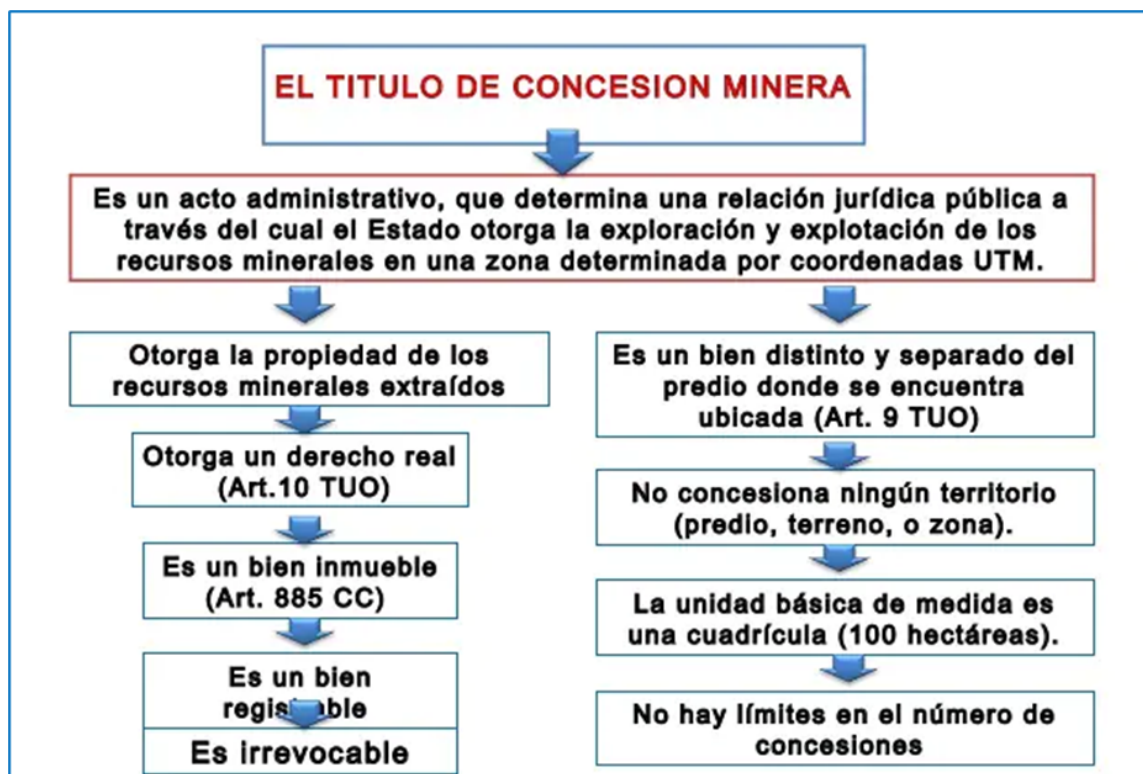 EL TITULO DE CONCESION MINERA
Es un acto administrativo, que determina una relación jurídica pública a
través del cual el Estado otorga la exploración y explotación de los
recursos minerales en una zona determinada por coordenadas UTM.
Otorga la propiedad de los
recursos minerales extraídos
Otorga un derecho real
(Art.10 TUO)
Es un bien inmueble
(Art. 885 CC)
Es un bien
registrable
Es irrevocable
Es un bien distinto y separado del
predio donde se encuentra
ubicada (Art. 9 TUO)
No concesiona ningún territorio
(predio, terreno, o zona).
La unidad básica de medida es
una cuadrícula (100 hectáreas).
No hay límites en el número de
concesiones